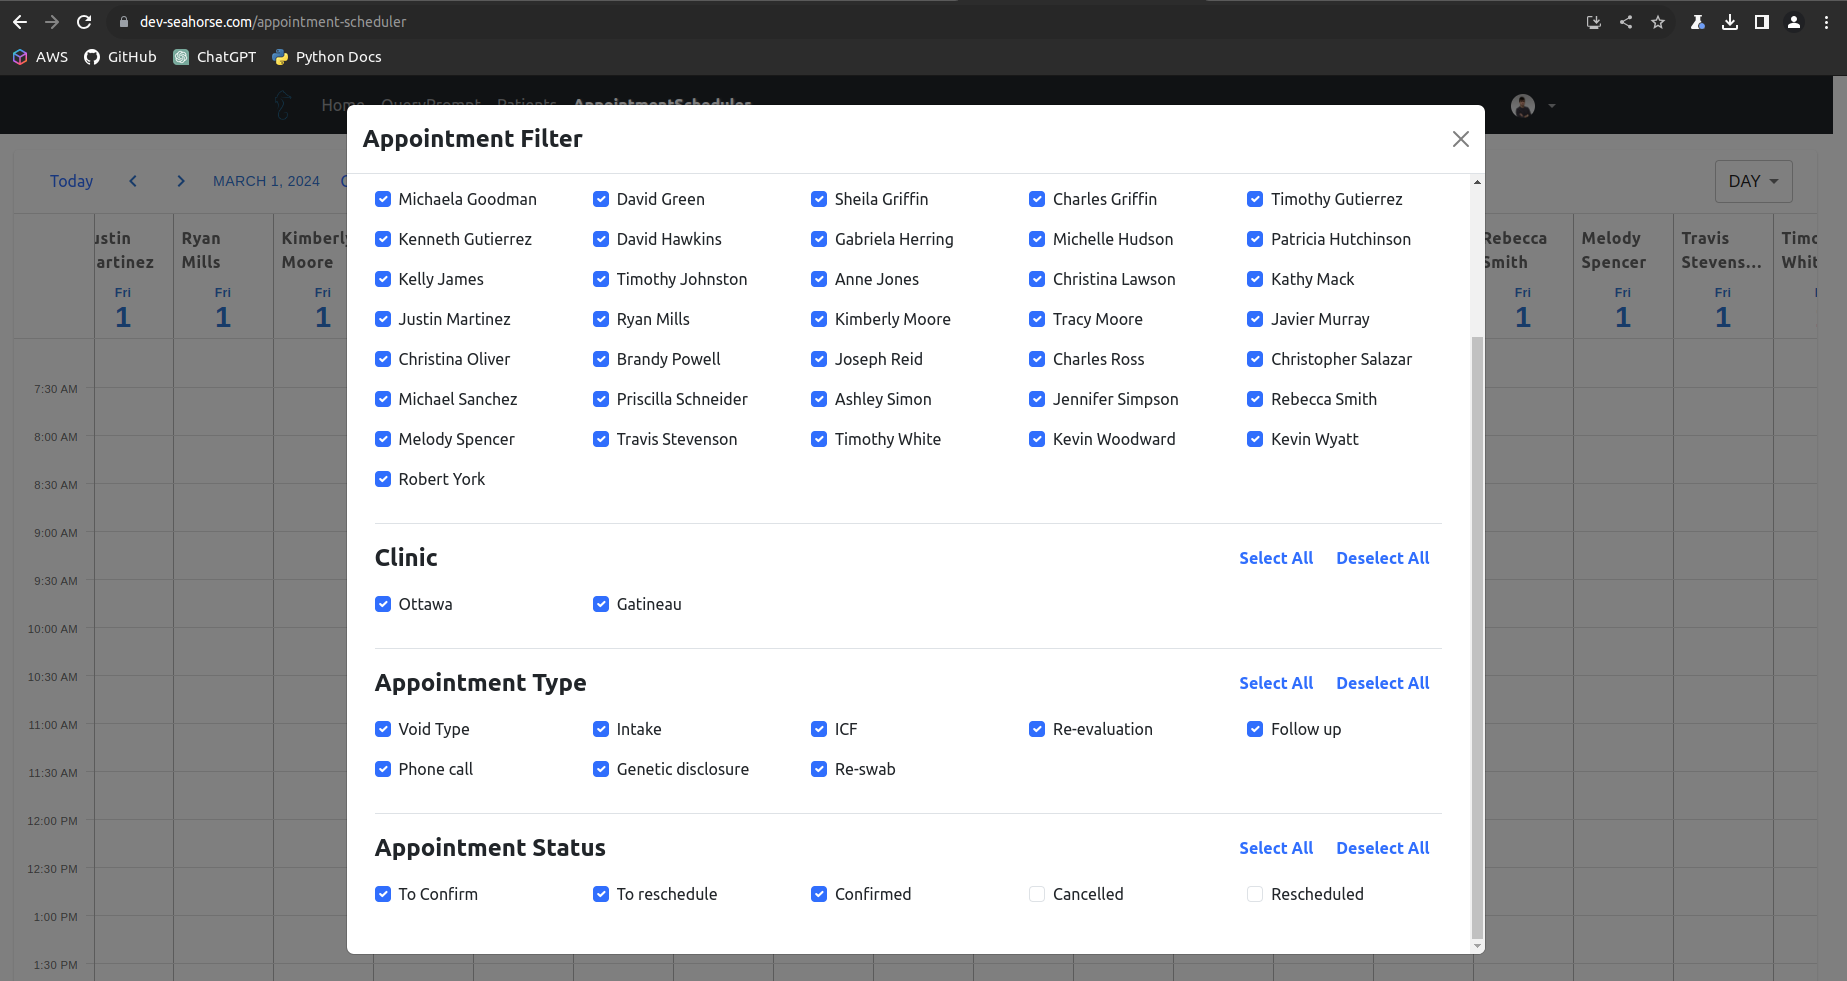 dev-seahorse.com/appointment-scheduler
AWS GitHub ChatGPT Python Docs
Home QueryPrompt Patients AppointmentScheduler
Appointment Filter
Today MARCH 1, 2024 DAY
Michaela Goodman David Green Sheila Griffin Charles Griffin Timothy Gutierrez
Kenneth Gutierrez David Hawkins Gabriela Herring Michelle Hudson Patricia Hutchinson
Kelly James Timothy Johnston Anne Jones Christina Lawson Kathy Mack
Justin Martinez Ryan Mills Kimberly Moore Tracy Moore Javier Murray
Christina Oliver Brandy Powell Joseph Reid Charles Ross Christopher Salazar
Michael Sanchez Priscilla Schneider Ashley Simon Jennifer Simpson Rebecca Smith
Melody Spencer Travis Stevenson Timothy White Kevin Woodward Kevin Wyatt
Robert York
Clinic Select All Deselect All
Ottawa Gatineau
Appointment Type Select All Deselect All
Void Type Intake ICF Re-evaluation Follow up
Phone call Genetic disclosure Re-swab
Appointment Status Select All Deselect All
To Confirm To reschedule Confirmed Cancelled Rescheduled
ustin Ryan Kimberly Rebecca Melody Travis Timo
artinez Mills Moore Smith Spencer Stevens... Whit
Fri Fri Fri Fri Fri Fri
1 1 1 1 1 1
7:30 AM
8:00 AM
8:30 AM
9:00 AM
9:30 AM
10:00 AM
10:30 AM
11:00 AM
11:30 AM
12:00 PM
12:30 PM
1:00 PM
1:30 PM